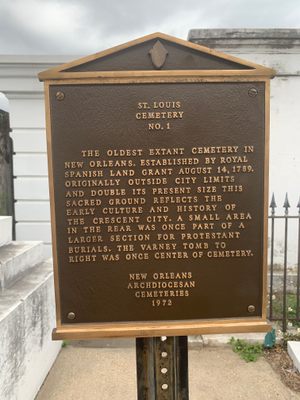 ST. LOUIS
CEMETERY
NO. 1
THE OLDEST EXTANT CEMETERY IN
NEW ORLEANS. ESTABLISHED BY ROYAL
SPANISH LAND GRANT AUGUST 14, 1789.
ORIGINALLY OUTSIDE CITY LIMITS
AND DOUBLE ITS PRESENT SIZE THIS
SACRED GROUND REFLECTS THE
EARLY CULTURE AND HISTORY OF
THE CRESCENT CITY. A SMALL AREA
IN THE REAR WAS ONCE PART OF A
LARGER SECTION FOR PROTESTANT
BURIALS. THE VARNEY TOMB TO
RIGHT WAS ONCE CENTER OF CEMETERY.
NEW ORLEANS
ARCHDIOCESAN
CEMETERIES
1972